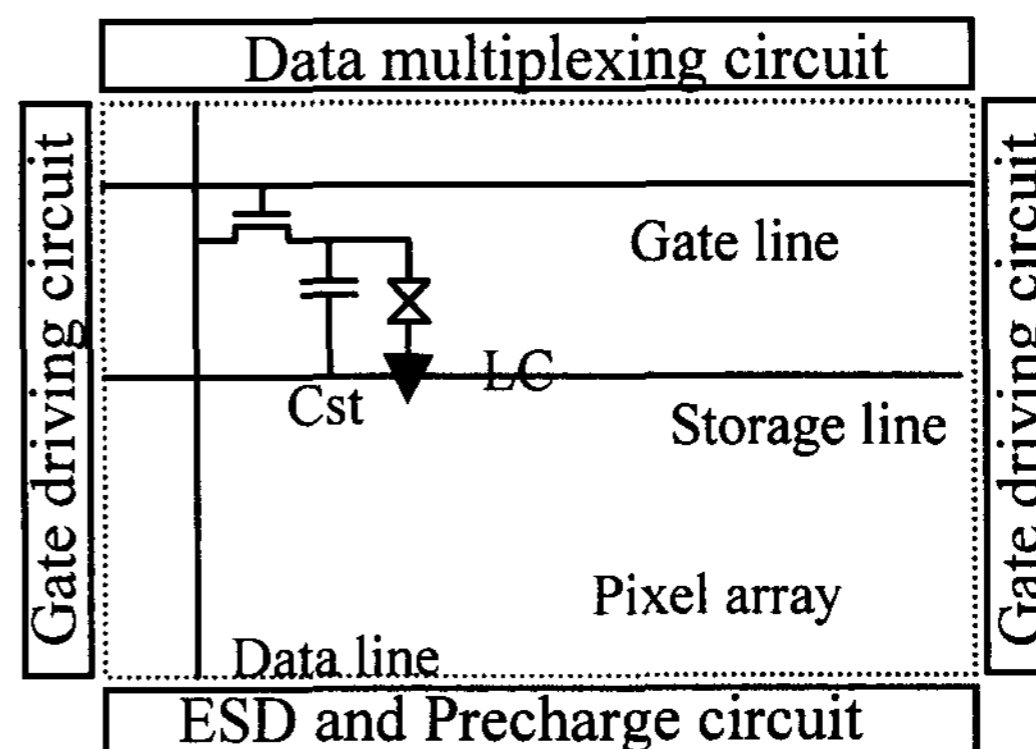 Data multiplexing circuit
Gate driving circuit
Gate line
LC
Cst
Storage line
Pixel array
Data line
ESD and Precharge circuit
Gate driving circuit